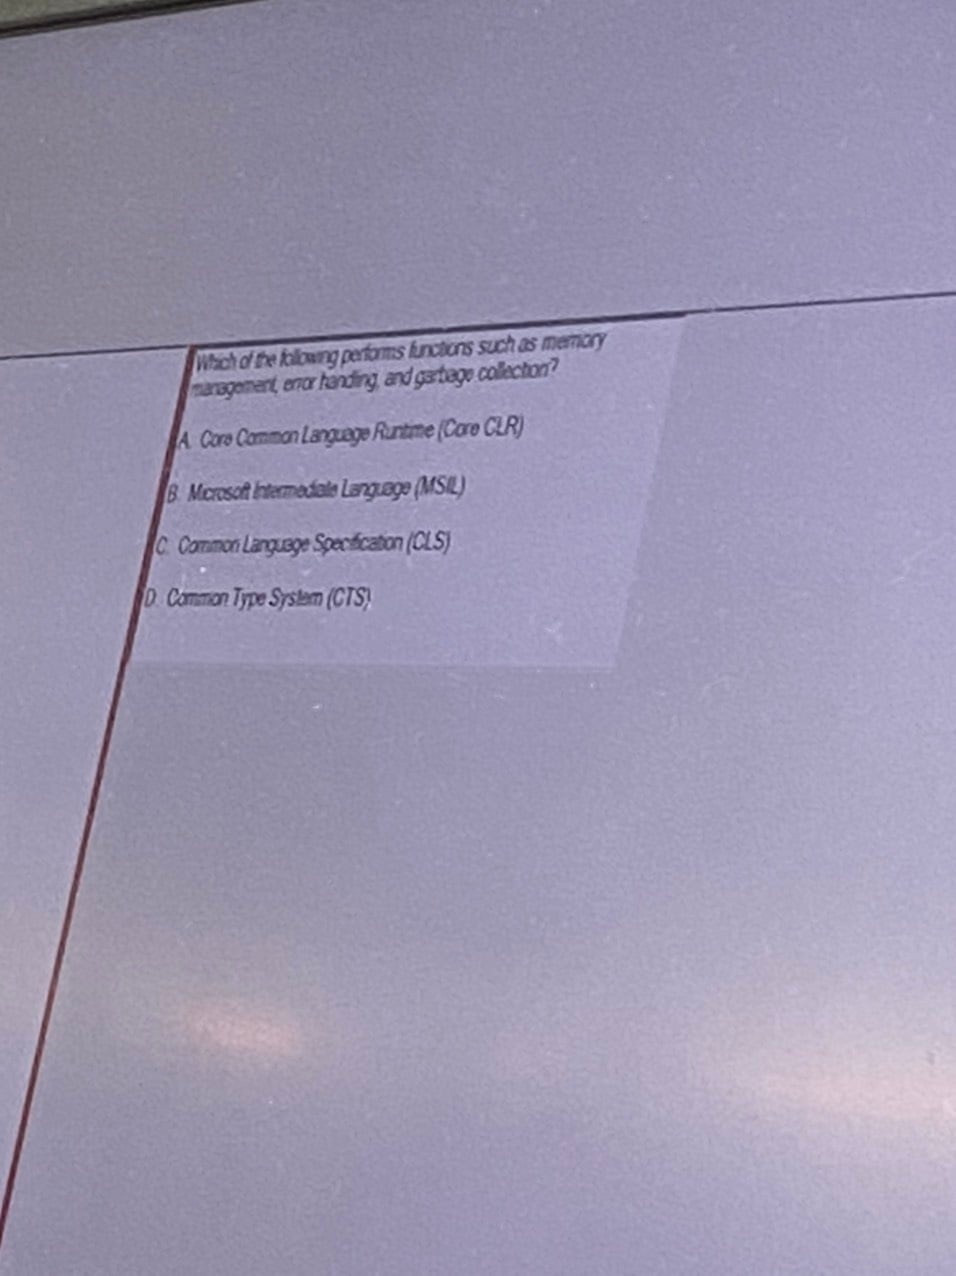 Which of the following performs functions such as memory
management, error handling, and garbage collection?
A. Core Common Language Runtime (Core CLR)
B. Microsoft Intermediate Language (MSIL)
C. Common Language Specification (CLS)
D. Common Type System (CTS)